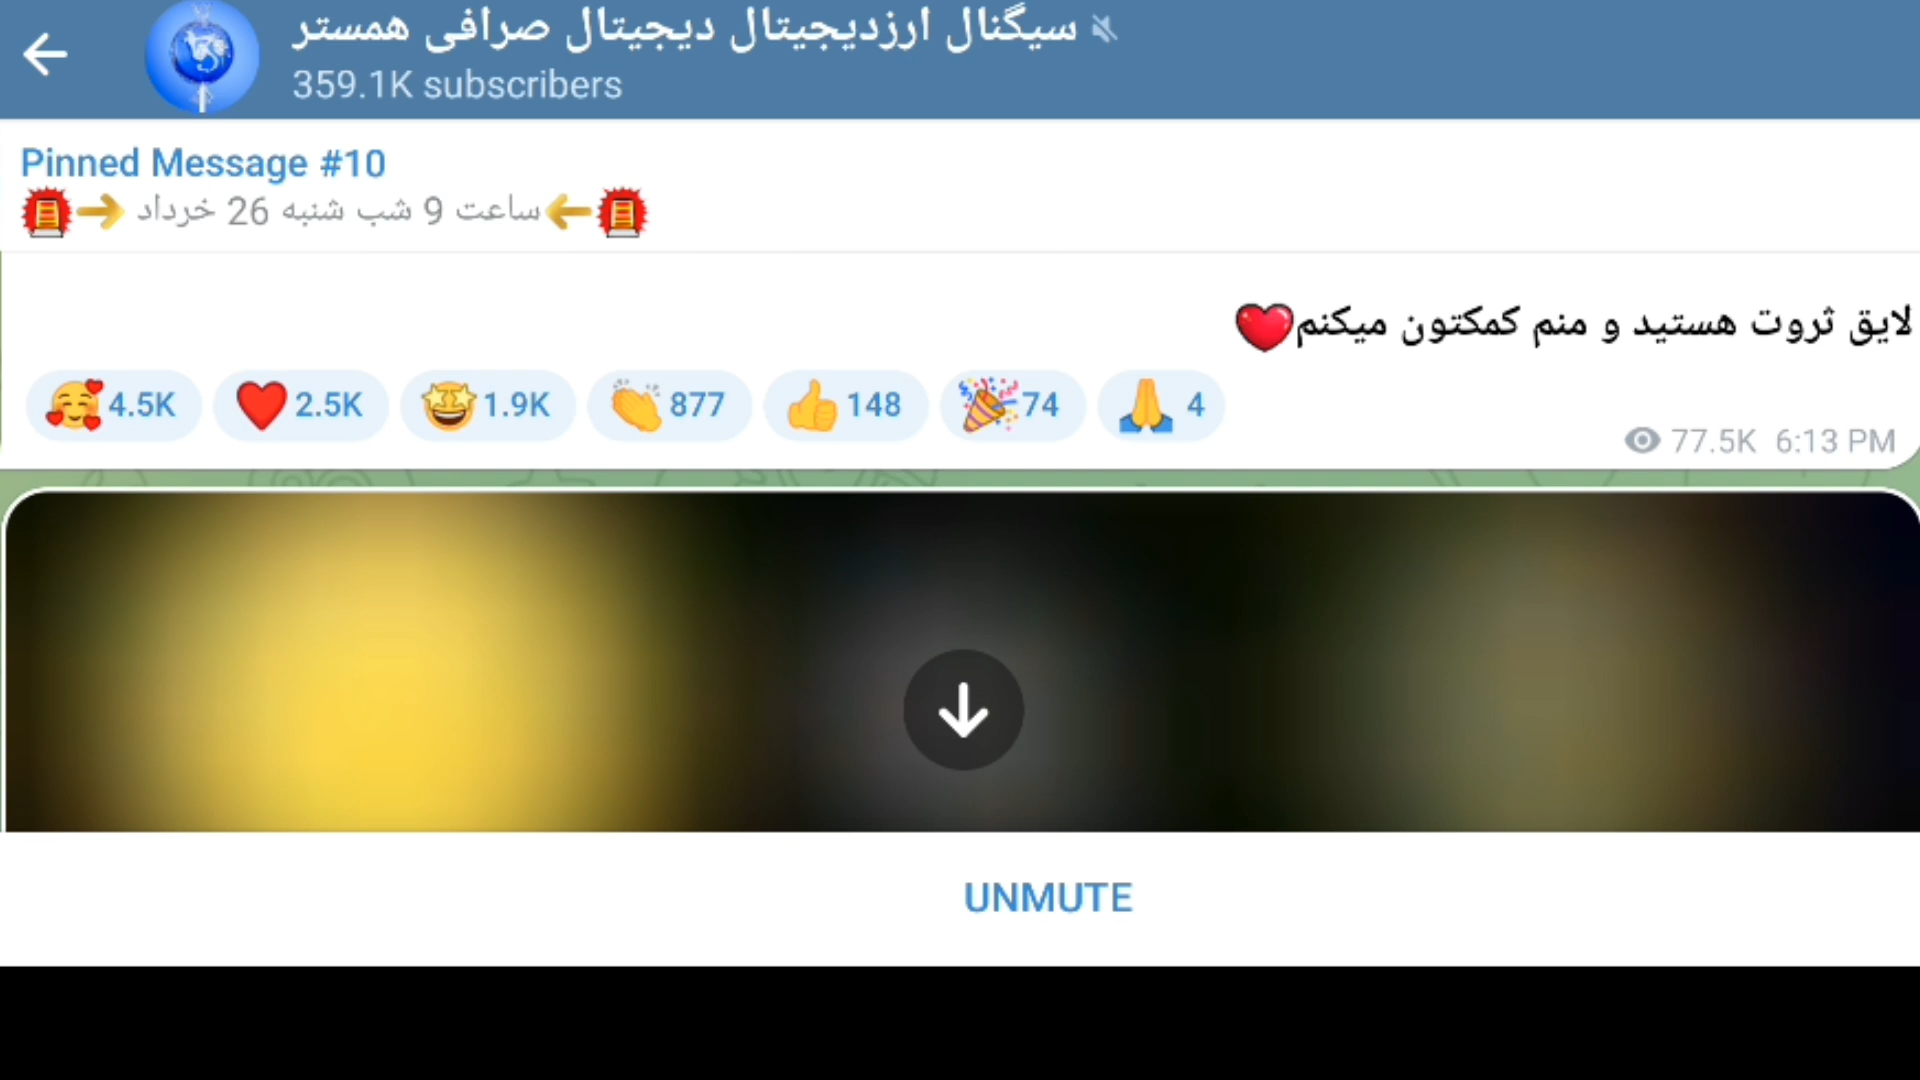 سیگنال ارزدیجیتال دیجیتال صرافی همستر
359.1K subscribers
Pinned Message #10
🚨➡️ساعت 9 شب شنبه 26 خرداد⬅️🚨
لایق ثروت هستید و منم کمکتون میکنم❤️
🥰 4.5K ❤️ 2.5K 🤩 1.9K 👏 877 👍 148 🎉 74 🙏 4
77.5K 6:13 PM
UNMUTE